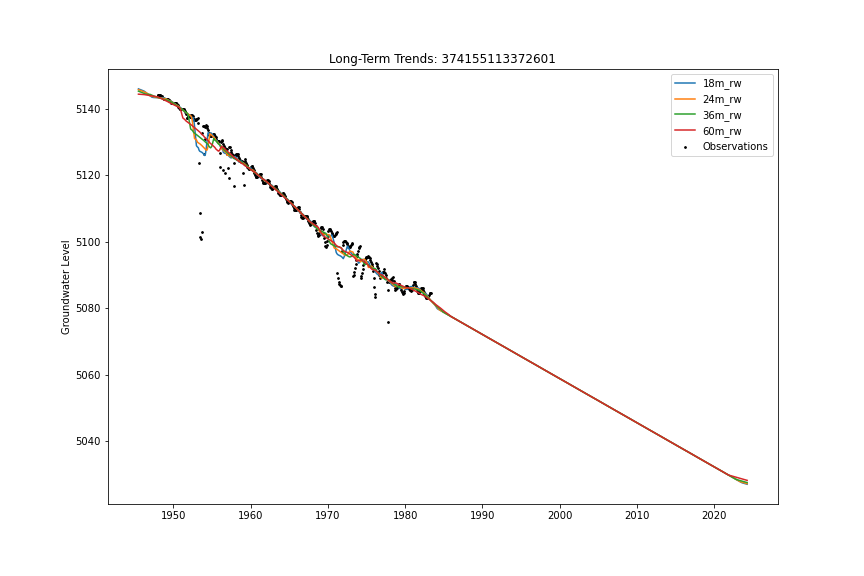 Long-Term Trends: 374155113372601
18m_rw
24m_rw
36m_rw
60m_rw
Observations
Groundwater Level
5140
5120
5100
5080
5060
5040
1950
1960
1970
1980
1990
2000
2010
2020